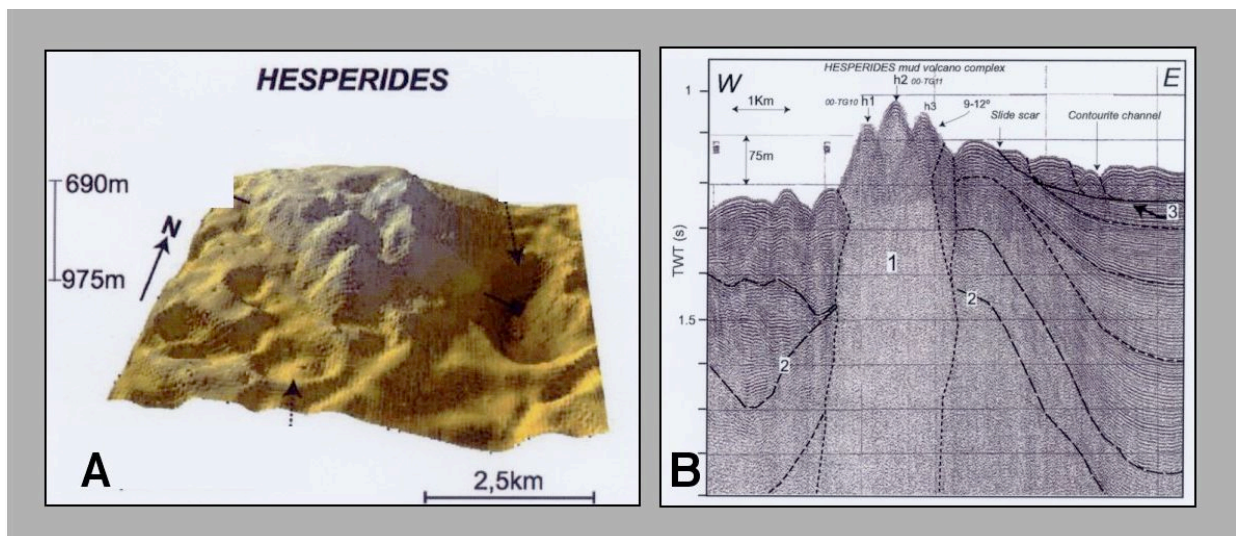 HESPERIDES
690m
975m
N
2,5km
A
HESPERIDES mud volcano complex
W
E
h2 00-TG11
00-TG10 h1
h3
9-12º
1Km
Slide scar
Contourite channel
75m
1
TWT (s)
1.5
1
2
2
3
B